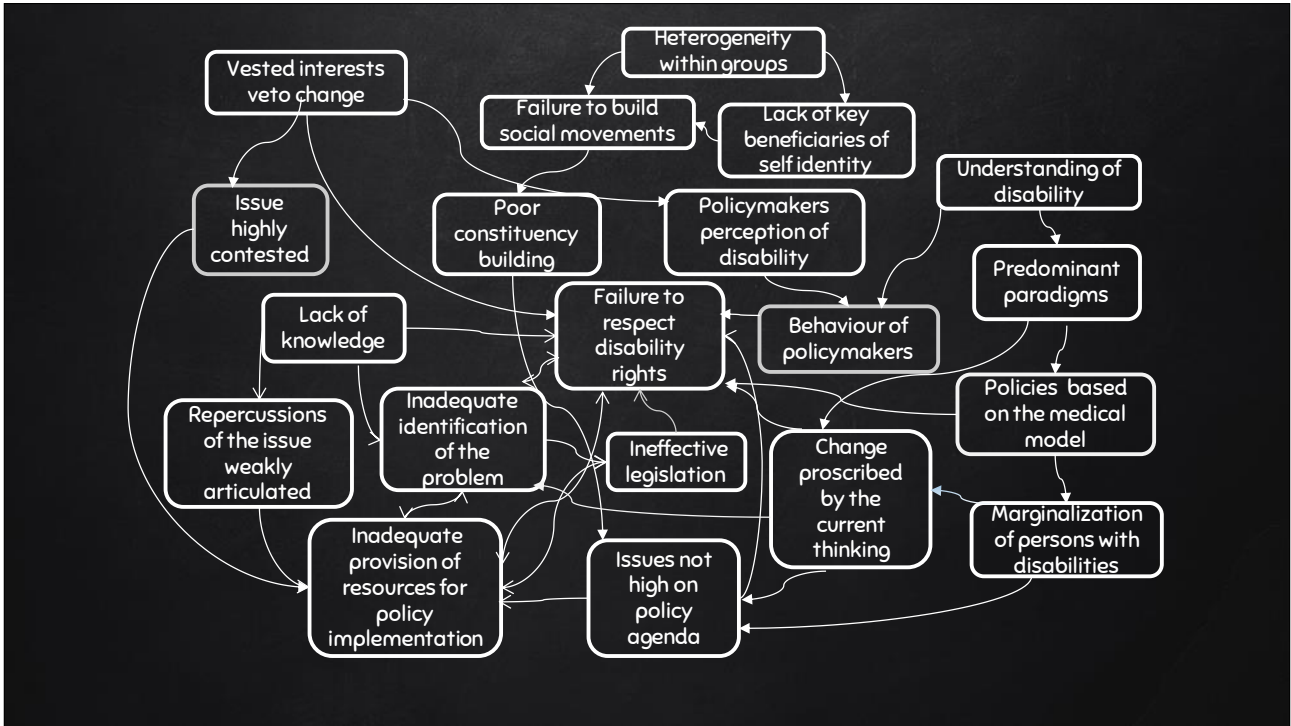 Heterogeneity
within groups
Vested interests
veto change
Failure to build
social movements
Lack of key
beneficiaries of
self identity
Understanding of
disability
Issue
highly
contested
Poor
constituency
building
Policymakers
perception of
disability
Predominant
paradigms
Lack of
knowledge
Failure to
respect
disability
rights
Behaviour of
policymakers
Repercussions
of the issue
weakly
articulated
Inadequate
identification
of the
problem
Ineffective
legislation
Change
proscribed
by the
current
thinking
Policies based
on the medical
model
Inadequate
provision of
resources for
policy
implementation
Issues not
high on
policy
agenda
Marginalization
of persons with
disabilities